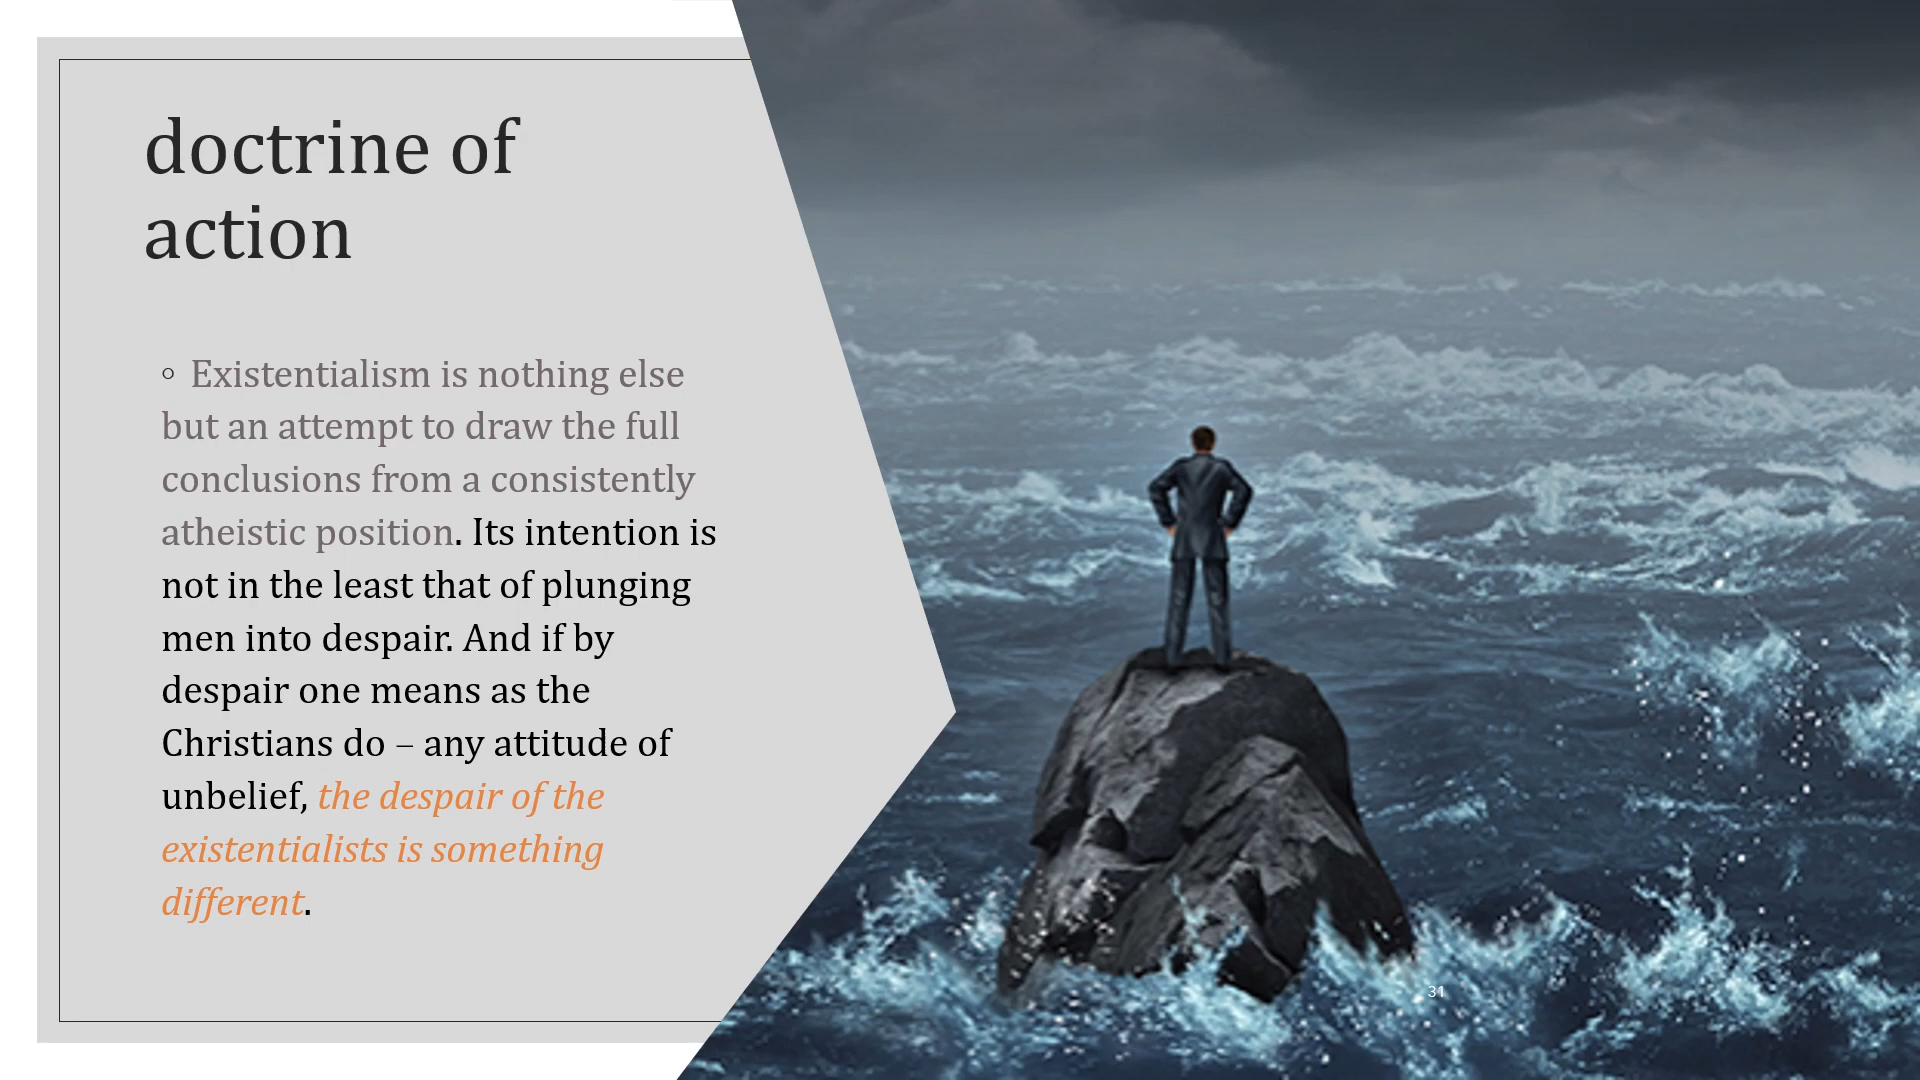 doctrine of
action
○ Existentialism is nothing else
but an attempt to draw the full
conclusions from a consistently
atheistic position. Its intention is
not in the least that of plunging
men into despair. And if by
despair one means as the
Christians do – any attitude of
unbelief, the despair of the
existentialists is something
different.
31